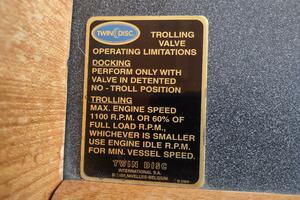 TWIN DISC
TROLLING
VALVE
OPERATING LIMITATIONS
DOCKING
PERFORM ONLY WITH
VALVE IN DETENTED
NO - TROLL POSITION
TROLLING
MAX. ENGINE SPEED
1100 R.P.M. OR 60% OF
FULL LOAD R.P.M.,
WHICHEVER IS SMALLER
USE ENGINE IDLE R.P.M.
FOR MIN. VESSEL SPEED.
TWIN DISC
INTERNATIONAL S.A.
NIVELLES-BELGIUM